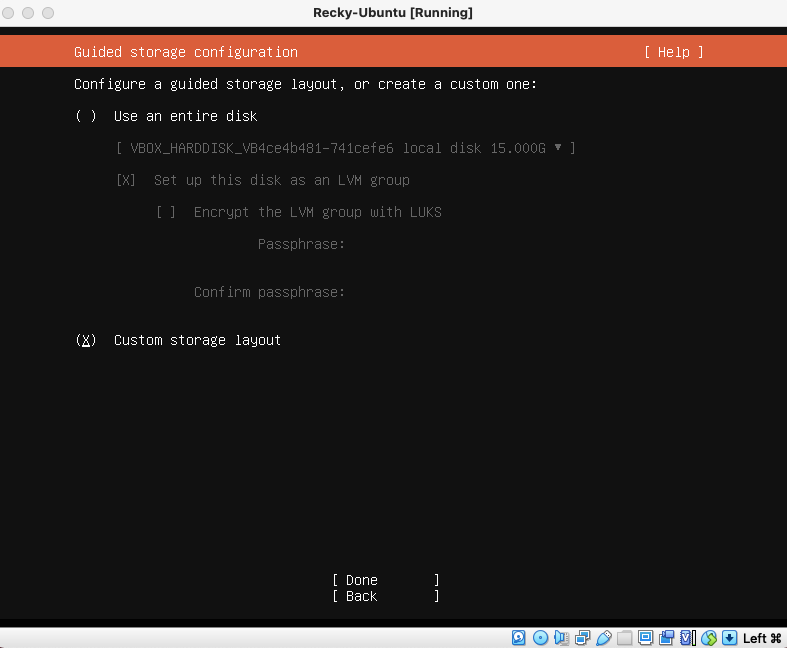 Recky-Ubuntu [Running]
Guided storage configuration [ Help ]
Configure a guided storage layout, or create a custom one:
( ) Use an entire disk
[ VBOX_HARDDISK_VB4ce4b481-741cefe6 local disk 15.000G ▾ ]
[X] Set up this disk as an LVM group
[ ] Encrypt the LVM group with LUKS
Passphrase:
Confirm passphrase:
(X) Custom storage layout
[ Done ]
[ Back ]
Left ⌘